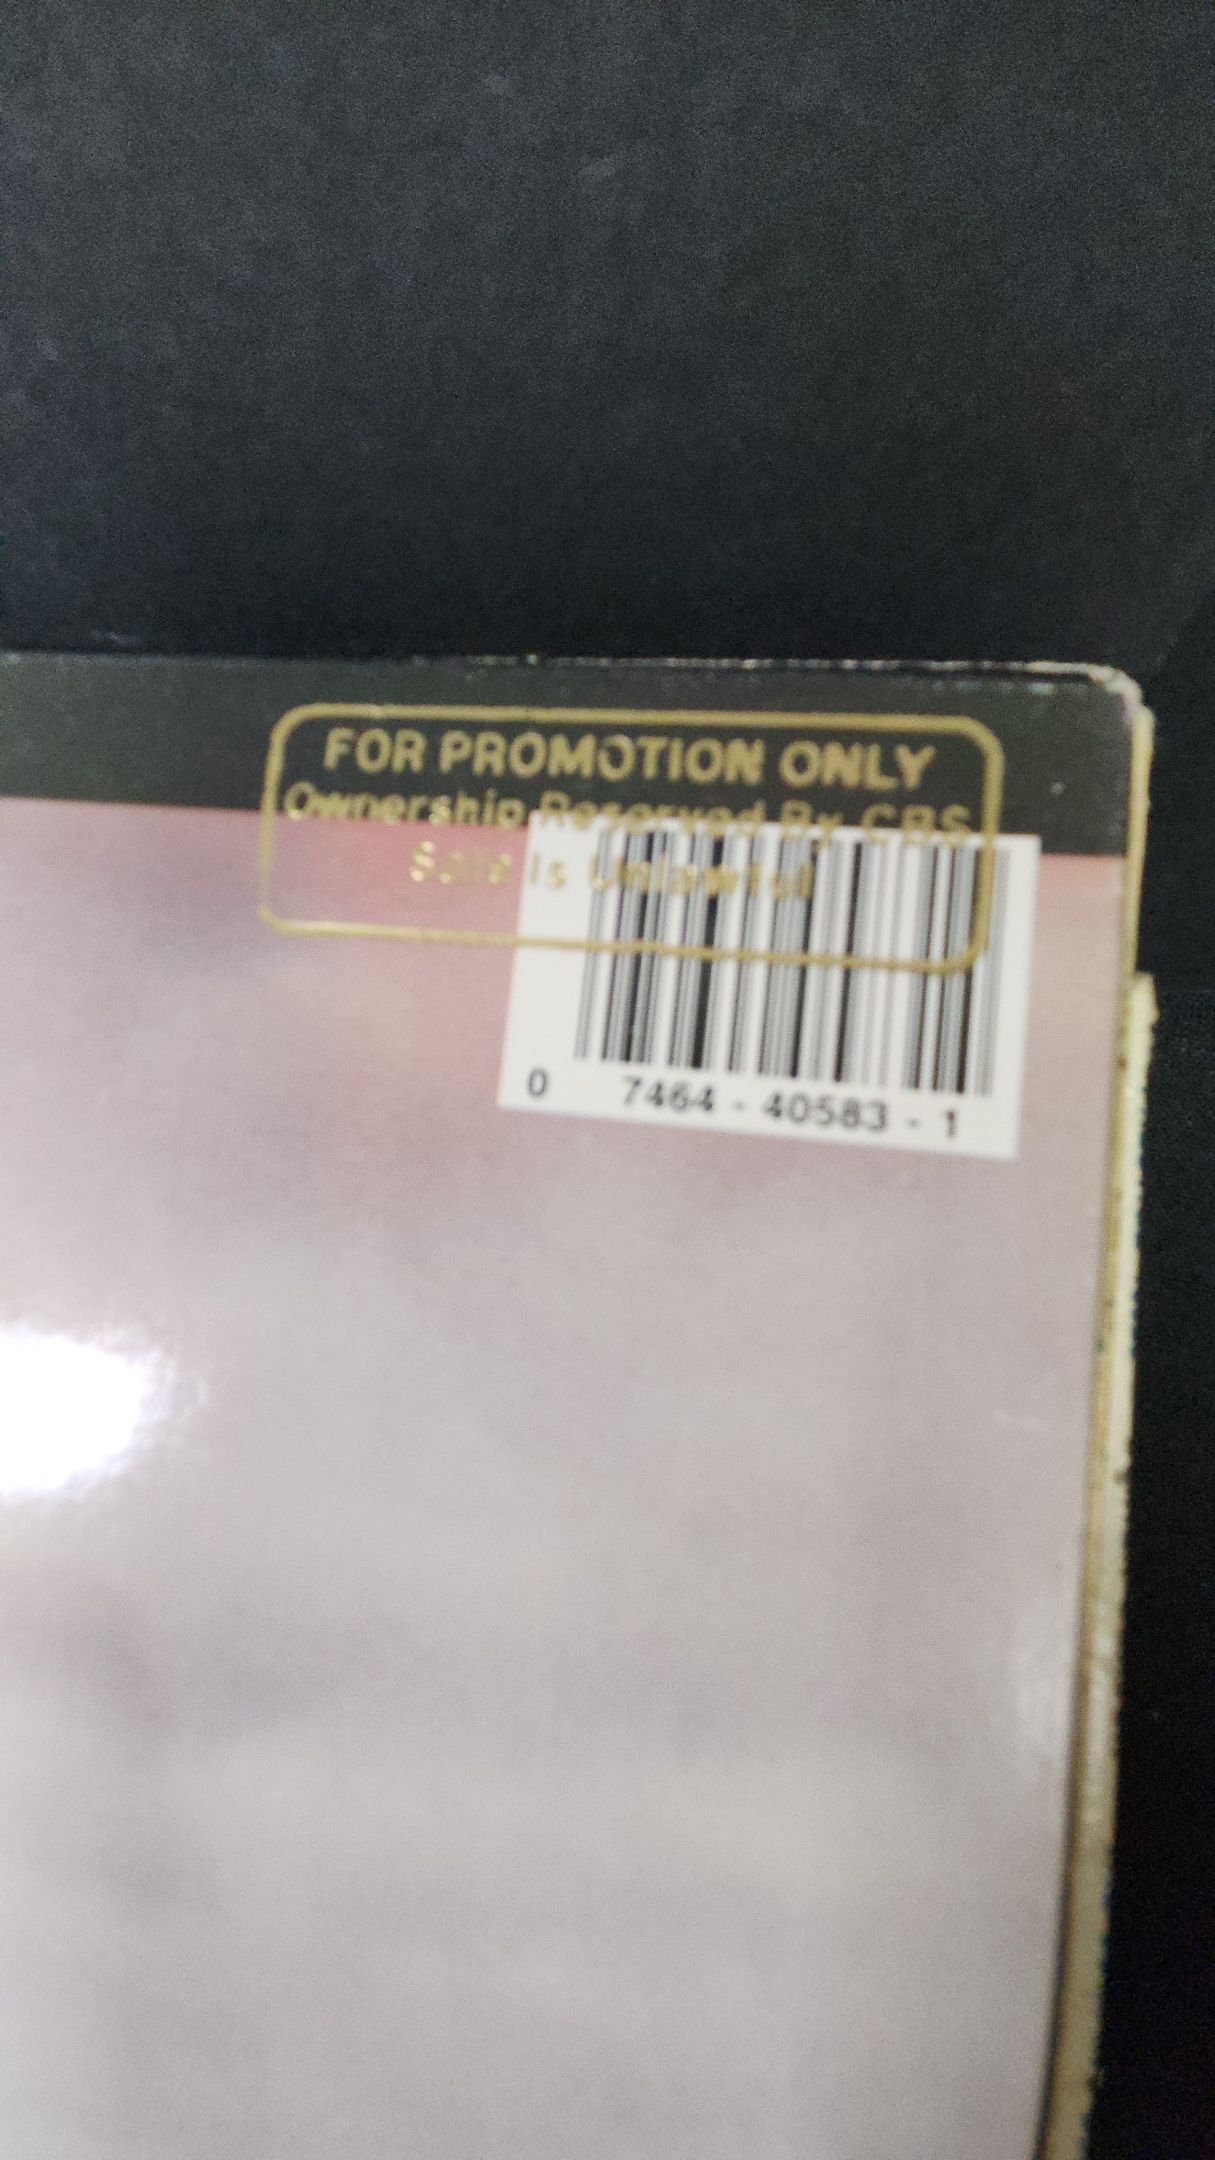 FOR PROMOTION ONLY
Ownership Reserved By CBS
Sale Is Unlawful
0 7464 - 40583 - 1